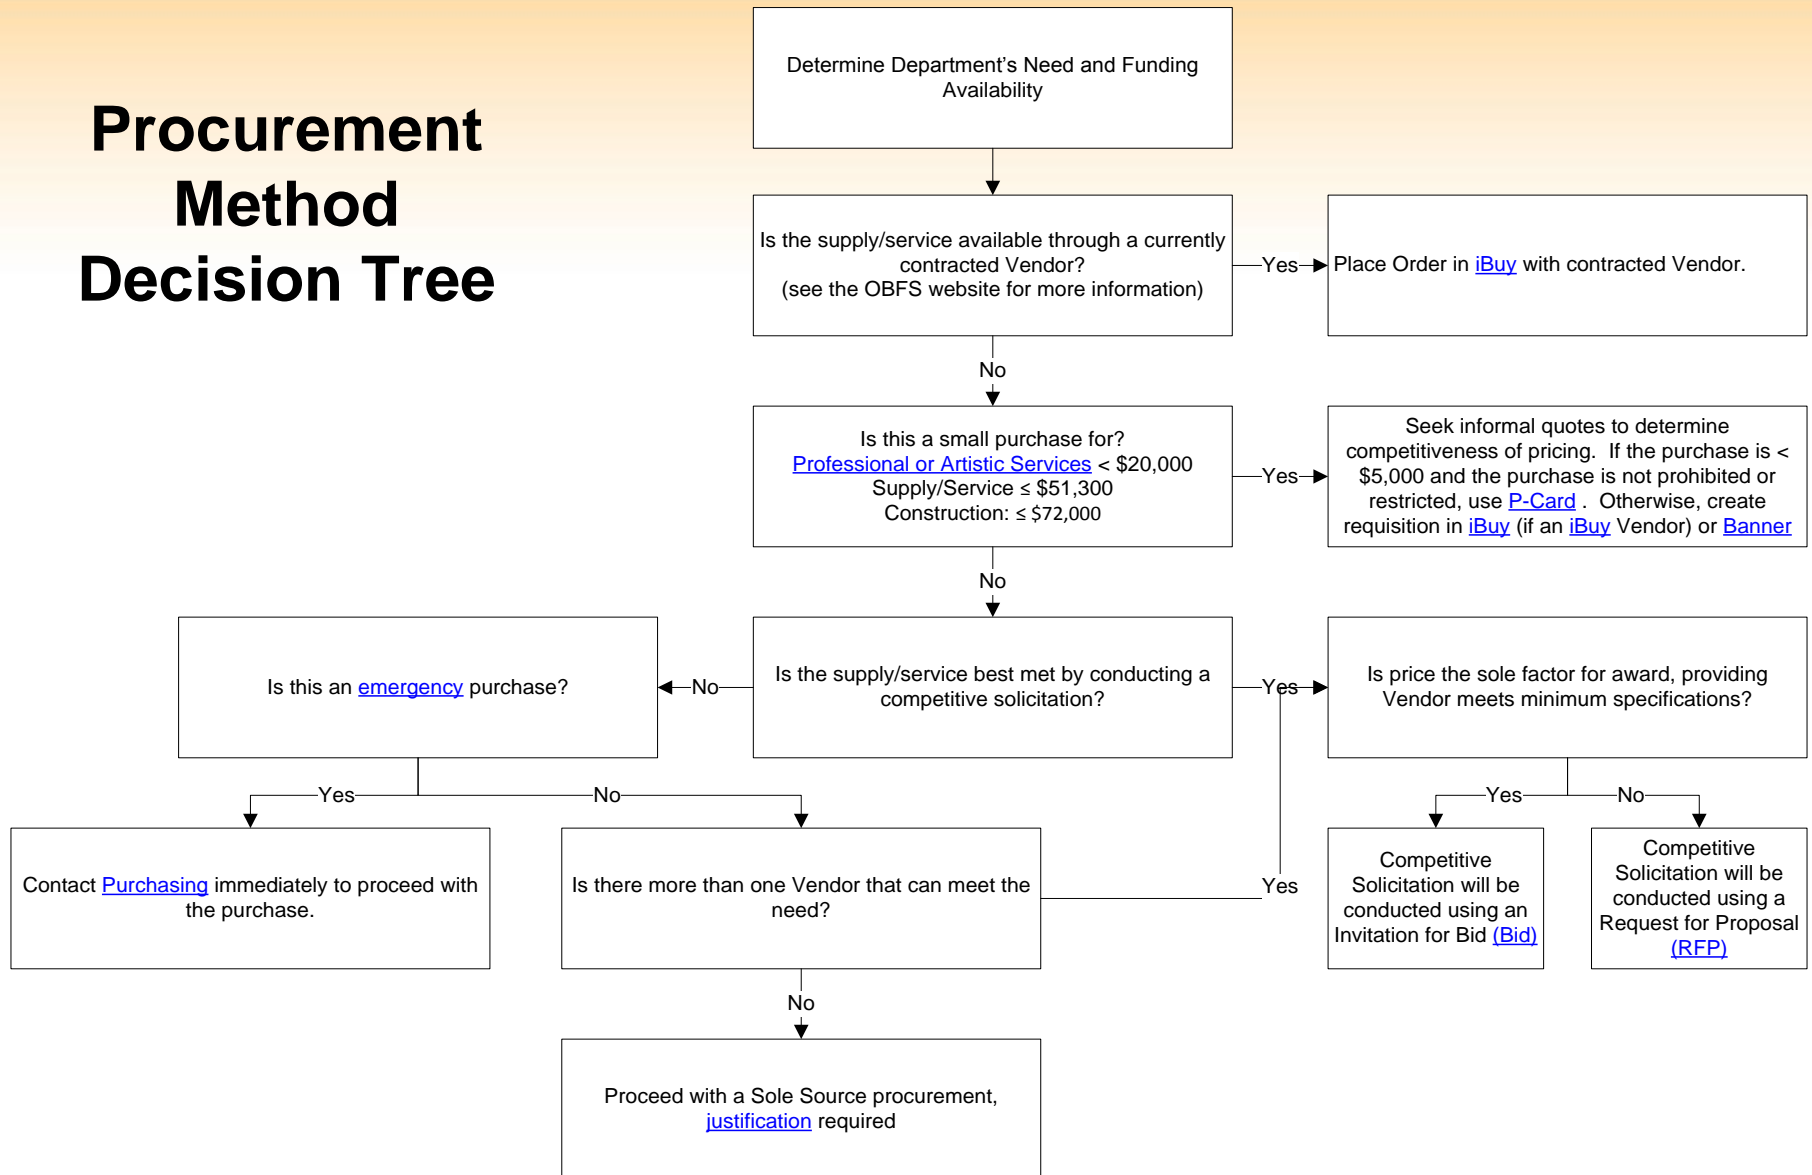 Procurement
Method
Decision Tree
Determine Department's Need and Funding
Availability
Is the supply/service available through a currently
contracted Vendor?
(see the OBFS website for more information)
Yes
Place Order in iBuy with contracted Vendor.
No
Is this a small purchase for?
Professional or Artistic Services < $20,000
Supply/Service ≤ $51,300
Construction: ≤ $72,000
Yes
Seek informal quotes to determine
competitiveness of pricing.  If the purchase is <
$5,000 and the purchase is not prohibited or
restricted, use P-Card .  Otherwise, create
requisition in iBuy (if an iBuy Vendor) or Banner
No
Is this an emergency purchase?
No
Is the supply/service best met by conducting a
competitive solicitation?
Yes
Is price the sole factor for award, providing
Vendor meets minimum specifications?
Yes
No
Yes
No
Contact Purchasing immediately to proceed with
the purchase.
Is there more than one Vendor that can meet the
need?
Yes
Competitive
Solicitation will be
conducted using an
Invitation for Bid (Bid)
Competitive
Solicitation will be
conducted using a
Request for Proposal
(RFP)
No
Proceed with a Sole Source procurement,
justification required